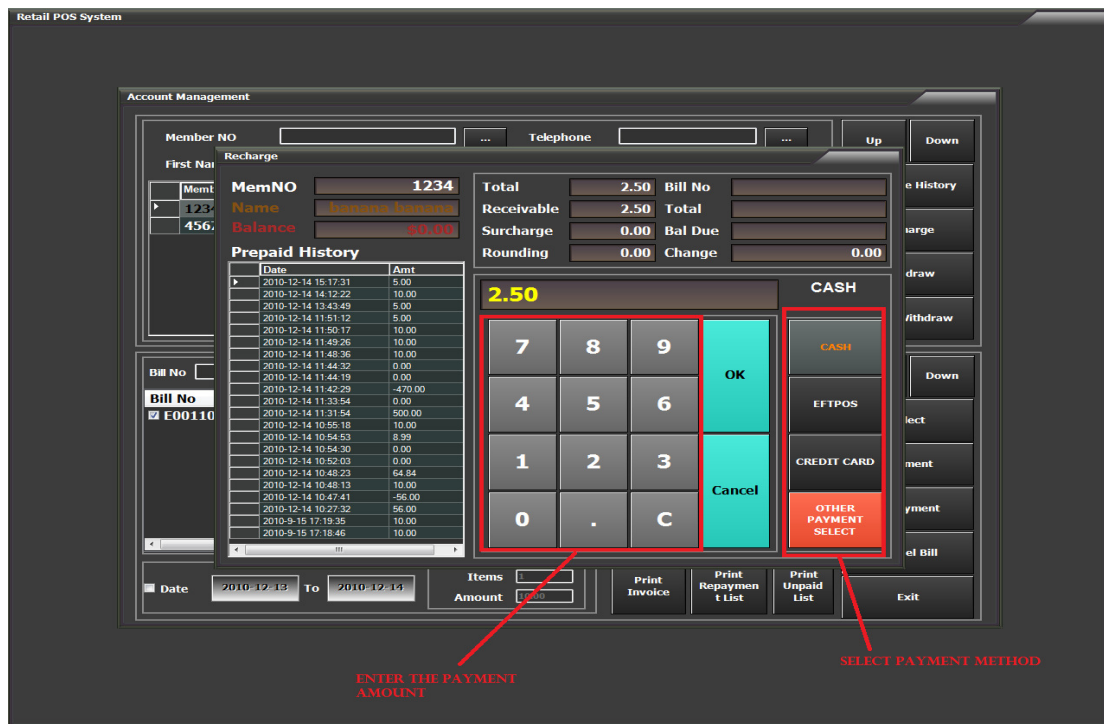 Retail POS System
Account Management
Member NO ... Telephone ... Up Down
First Nar
Memb
1234
4567
e History
arge
draw
Withdraw
Recharge
MemNO 1234
Name banana banana
Balance $0.00
Total 2.50 Bill No
Receivable 2.50 Total
Surcharge 0.00 Bal Due
Rounding 0.00 Change 0.00
Prepaid History
Date Amt
2010-12-14 15:17:31 5.00
2010-12-14 14:12:22 10.00
2010-12-14 13:43:49 5.00
2010-12-14 11:51:12 5.00
2010-12-14 11:50:17 10.00
2010-12-14 11:49:26 10.00
2010-12-14 11:48:36 10.00
2010-12-14 11:44:32 0.00
2010-12-14 11:44:19 0.00
2010-12-14 11:42:29 -470.00
2010-12-14 11:33:54 0.00
2010-12-14 11:31:54 500.00
2010-12-14 10:55:18 10.00
2010-12-14 10:54:53 8.99
2010-12-14 10:54:30 0.00
2010-12-14 10:52:03 0.00
2010-12-14 10:48:23 64.84
2010-12-14 10:48:13 10.00
2010-12-14 10:47:41 -56.00
2010-12-14 10:27:32 56.00
2010-9-15 17:19:35 10.00
2010-9-15 17:18:46 10.00
2.50 CASH
7 8 9
4 5 6
1 2 3
0 . C
OK
Cancel
CASH
EFTPOS
CREDIT CARD
OTHER
PAYMENT
SELECT
Bill No
Bill No
E00110
Down
lect
ment
yment
el Bill
Date 2010-12-13 To 2010-12-14
Items 1
Amount 10.00
Print
Invoice
Print
Repaymen
t List
Print
Unpaid
List
Exit
ENTER THE PAYMENT
AMOUNT
SELECT PAYMENT METHOD